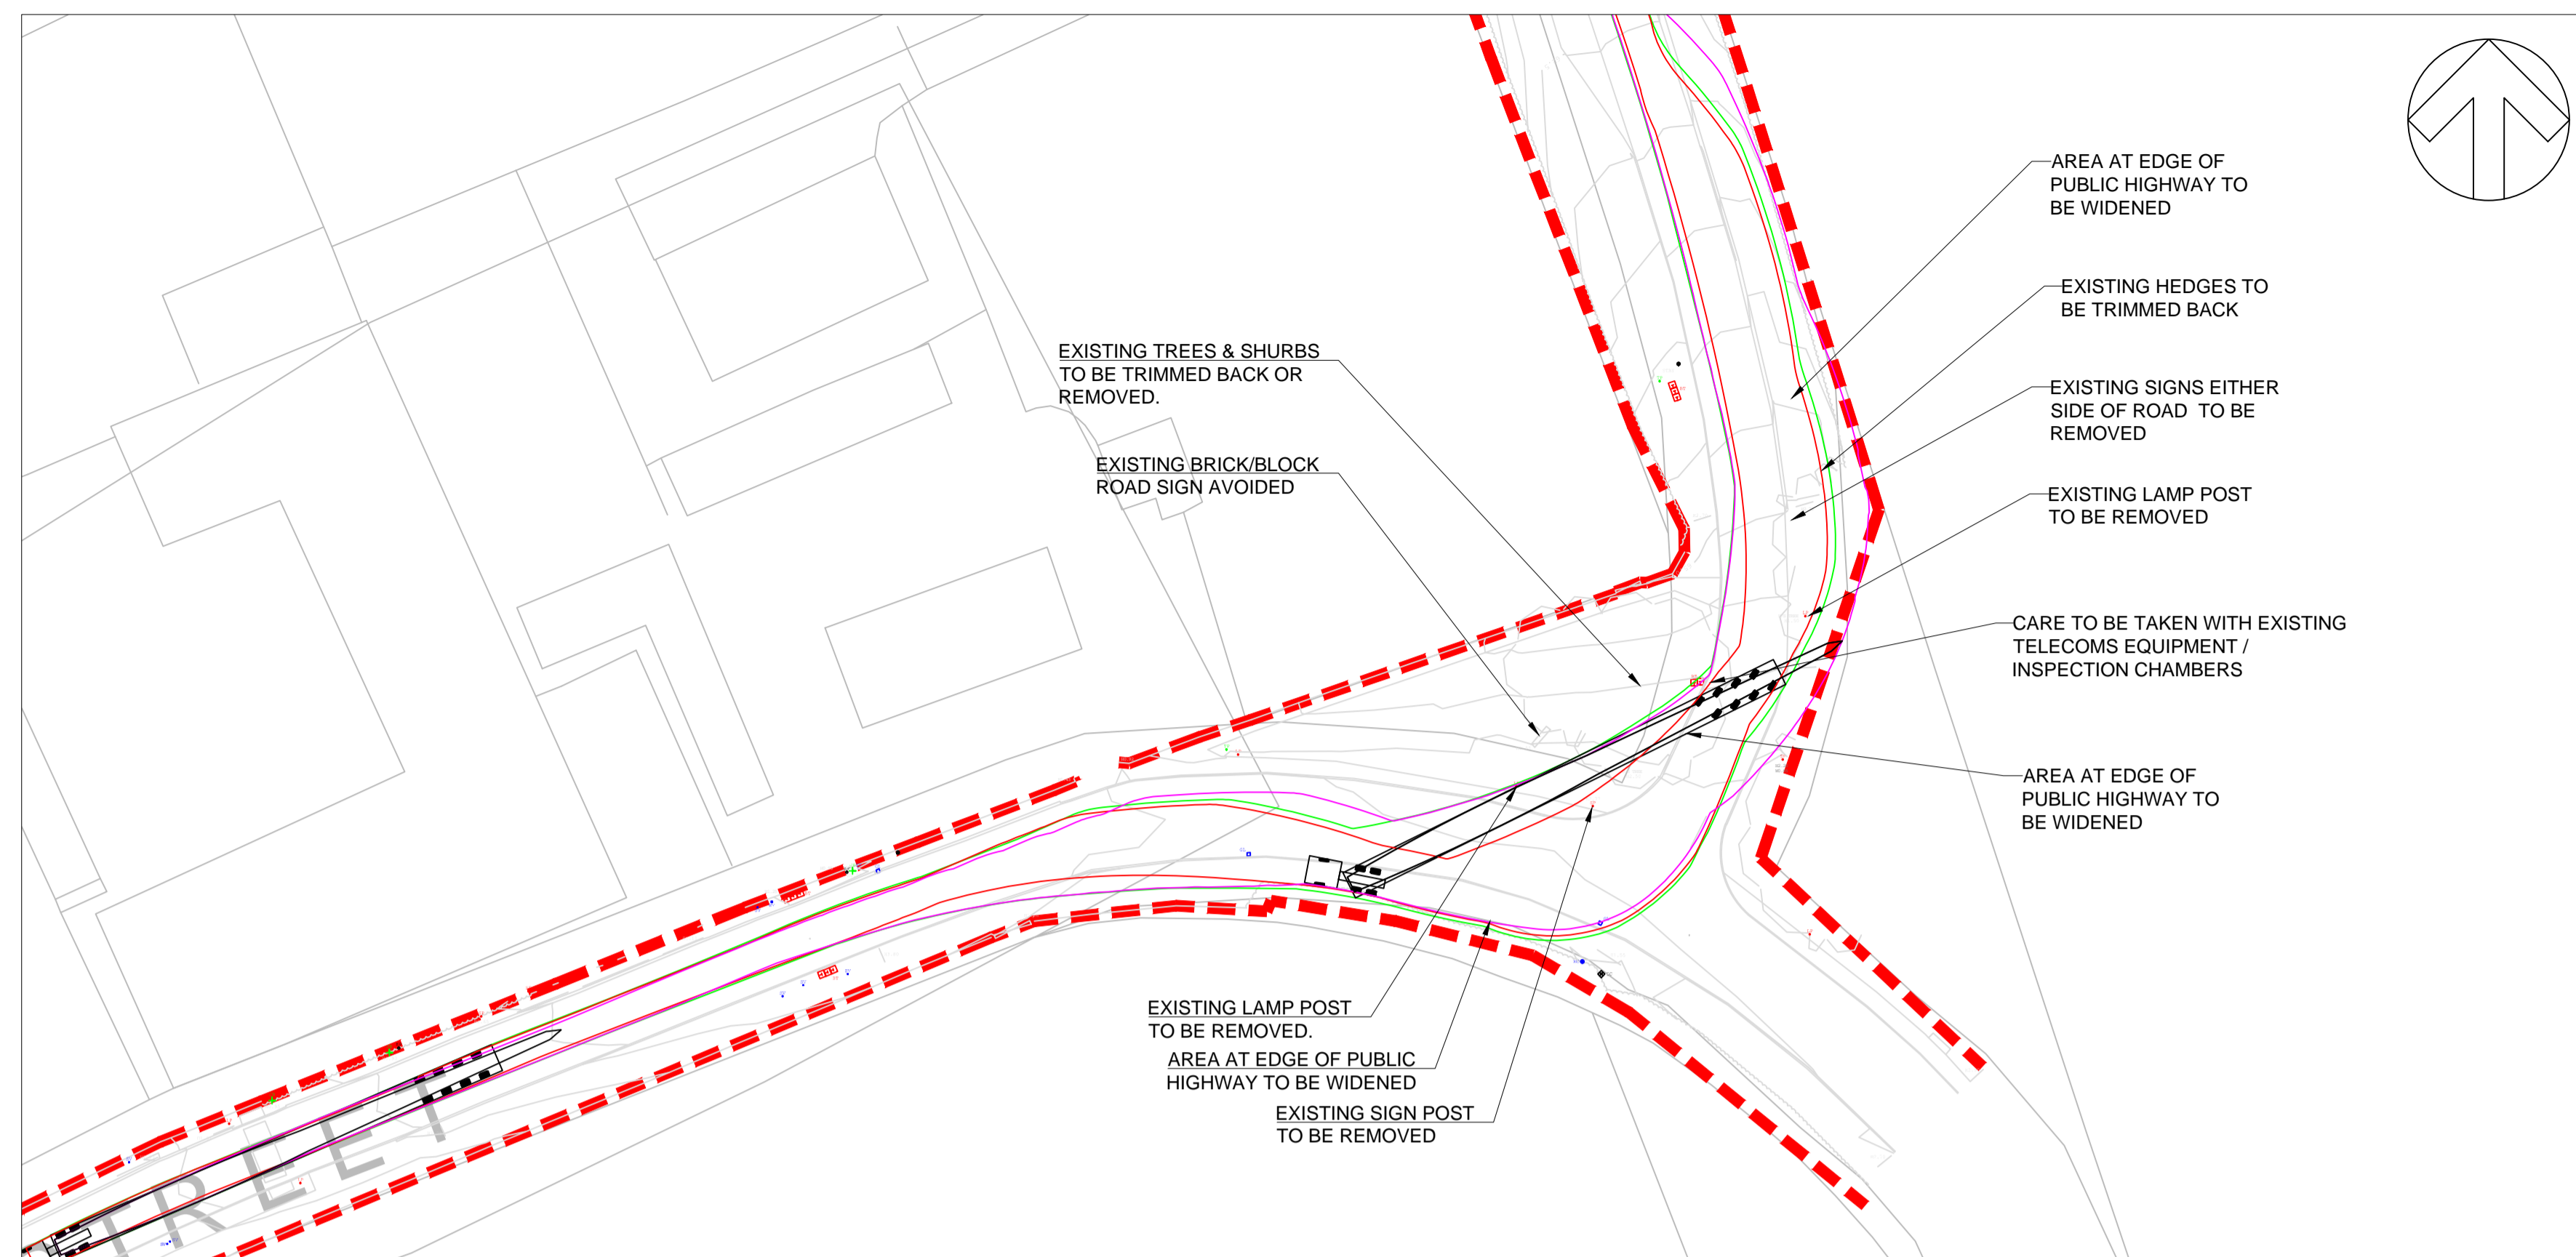 AREA AT EDGE OF
PUBLIC HIGHWAY TO
BE WIDENED
EXISTING HEDGES TO
BE TRIMMED BACK
EXISTING TREES & SHURBS
TO BE TRIMMED BACK OR
REMOVED.
EXISTING SIGNS EITHER
SIDE OF ROAD TO BE
REMOVED
EXISTING BRICK/BLOCK
ROAD SIGN AVOIDED
EXISTING LAMP POST
TO BE REMOVED
CARE TO BE TAKEN WITH EXISTING
TELECOMS EQUIPMENT /
INSPECTION CHAMBERS
AREA AT EDGE OF
PUBLIC HIGHWAY TO
BE WIDENED
EXISTING LAMP POST
TO BE REMOVED.
AREA AT EDGE OF PUBLIC
HIGHWAY TO BE WIDENED
EXISTING SIGN POST
TO BE REMOVED
TREET